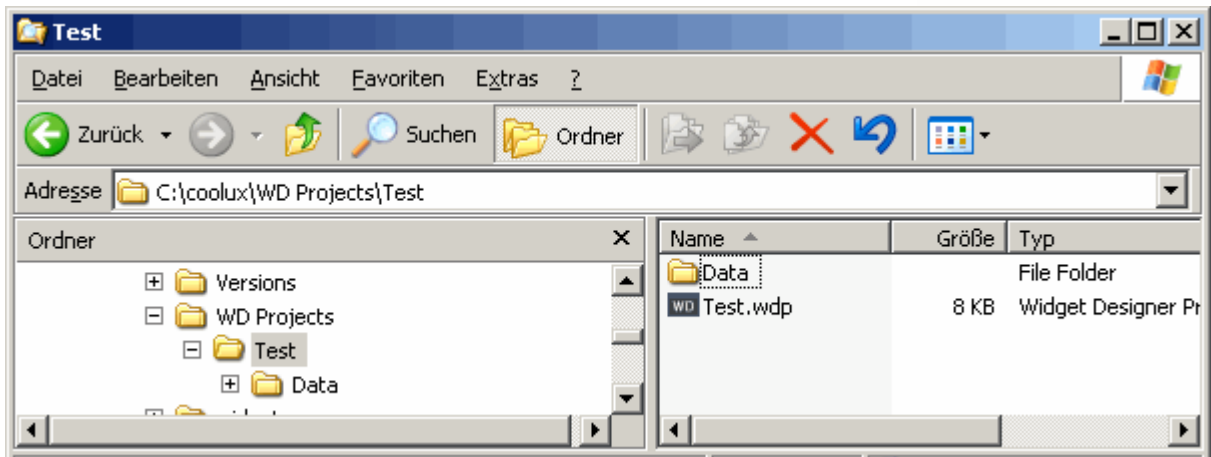 Test
Datei Bearbeiten Ansicht Favoriten Extras ?
Zurück Suchen Ordner
Adresse C:\coolux\WD Projects\Test
Ordner
Versions
WD Projects
Test
Data
Name Größe Typ
Data File Folder
WD Test.wdp 8 KB Widget Designer Pr